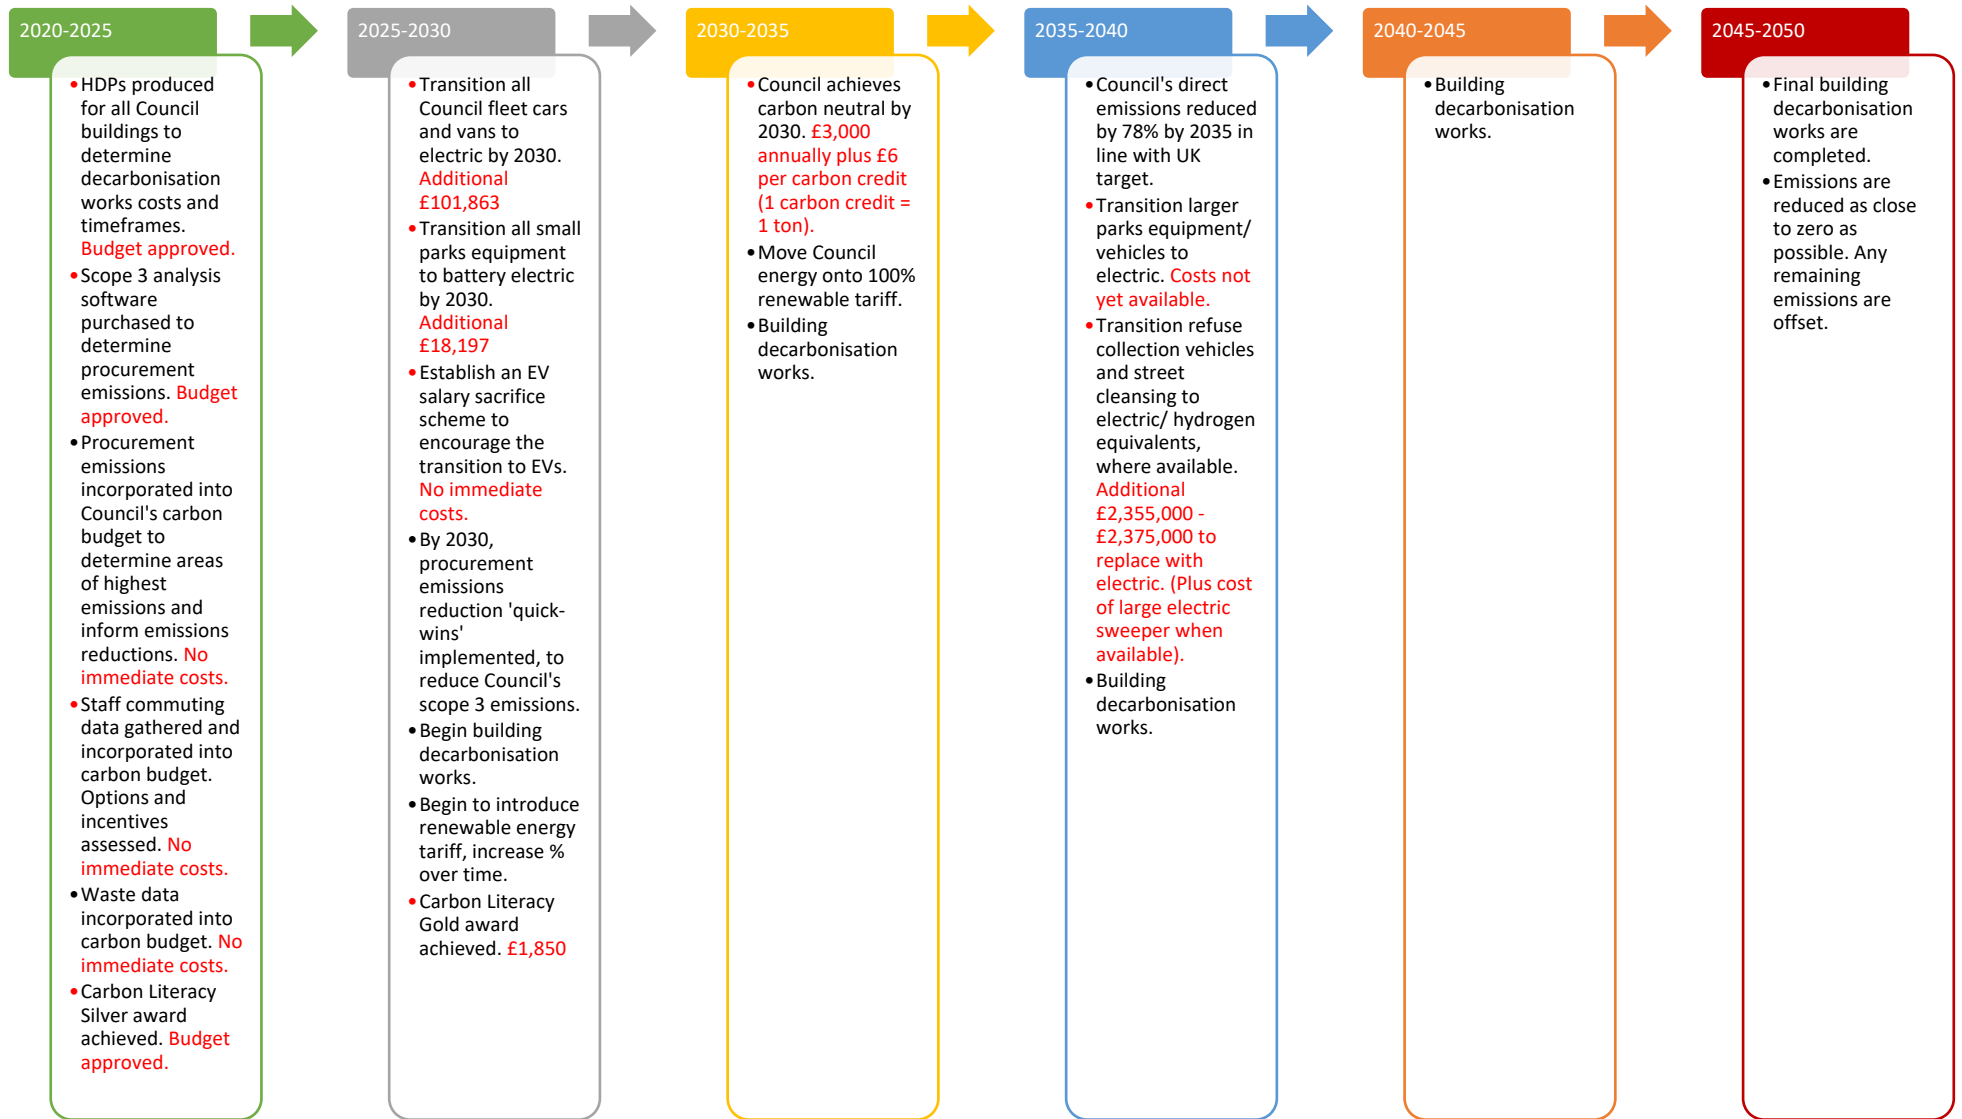 2020-2025
•HDPs produced
for all Council
buildings to
determine
decarbonisation
works costs and
timeframes.
Budget approved.
•Scope 3 analysis
software
purchased to
determine
procurement
emissions. Budget
approved.
•Procurement
emissions
incorporated into
Council's carbon
budget to
determine areas
of highest
emissions and
inform emissions
reductions. No
immediate costs.
•Staff commuting
data gathered and
incorporated into
carbon budget.
Options and
incentives
assessed. No
immediate costs.
•Waste data
incorporated into
carbon budget. No
immediate costs.
•Carbon Literacy
Silver award
achieved. Budget
approved.
2025-2030
•Transition all
Council fleet cars
and vans to
electric by 2030.
Additional
£101,863
•Transition all small
parks equipment
to battery electric
by 2030.
Additional
£18,197
•Establish an EV
salary sacrifice
scheme to
encourage the
transition to EVs.
No immediate
costs.
•By 2030,
procurement
emissions
reduction 'quick-
wins'
implemented, to
reduce Council's
scope 3 emissions.
•Begin building
decarbonisation
works.
•Begin to introduce
renewable energy
tariff, increase %
over time.
•Carbon Literacy
Gold award
achieved. £1,850
2030-2035
•Council achieves
carbon neutral by
2030. £3,000
annually plus £6
per carbon credit
(1 carbon credit =
1 ton).
•Move Council
energy onto 100%
renewable tariff.
•Building
decarbonisation
works.
2035-2040
•Council's direct
emissions reduced
by 78% by 2035 in
line with UK
target.
•Transition larger
parks equipment/
vehicles to
electric. Costs not
yet available.
•Transition refuse
collection vehicles
and street
cleansing to
electric/ hydrogen
equivalents,
where available.
Additional
£2,355,000 -
£2,375,000 to
replace with
electric. (Plus cost
of large electric
sweeper when
available).
•Building
decarbonisation
works.
2040-2045
•Building
decarbonisation
works.
2045-2050
•Final building
decarbonisation
works are
completed.
•Emissions are
reduced as close
to zero as
possible. Any
remaining
emissions are
offset.